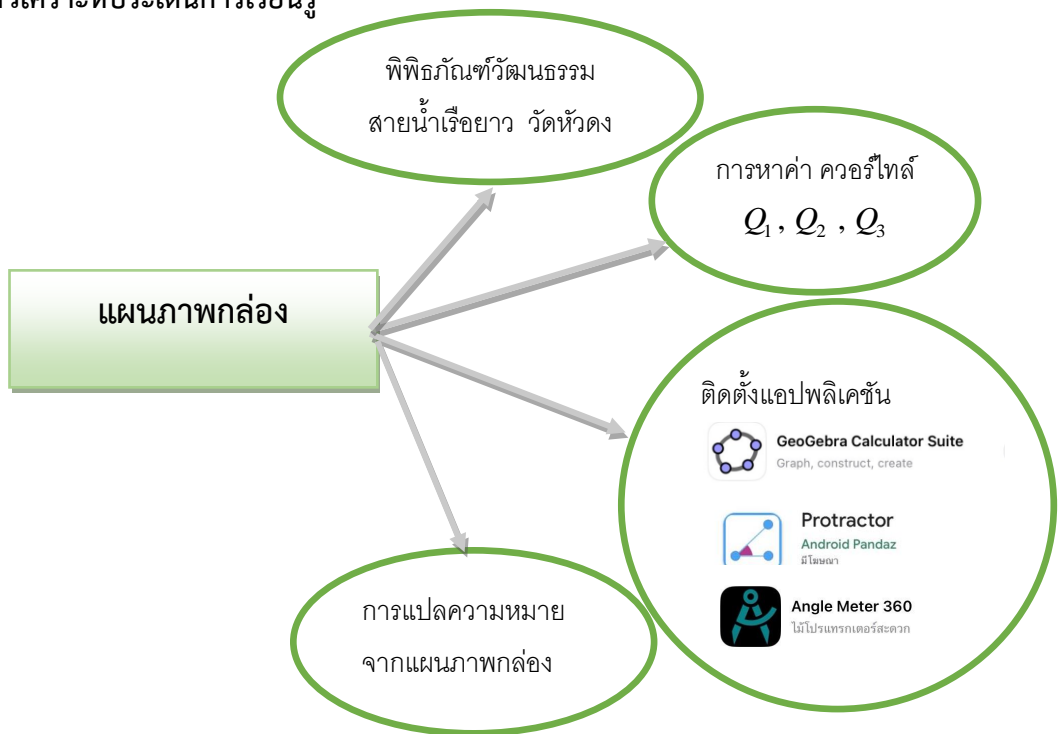 พิพิธภัณฑ์วัฒนธรรม
สายน้ำเรือยาว วัดหัวดง
การหาค่า ควอร์ไทล์
Q₁ , Q₂ , Q₃
แผนภาพกล่อง
ติดตั้งแอปพลิเคชัน
GeoGebra Calculator Suite
Graph, construct, create
Protractor
Android Pandaz
มีโฆษณา
Angle Meter 360
ไม้โปรแทรกเตอร์สะดวก
การแปลความหมาย
จากแผนภาพกล่อง